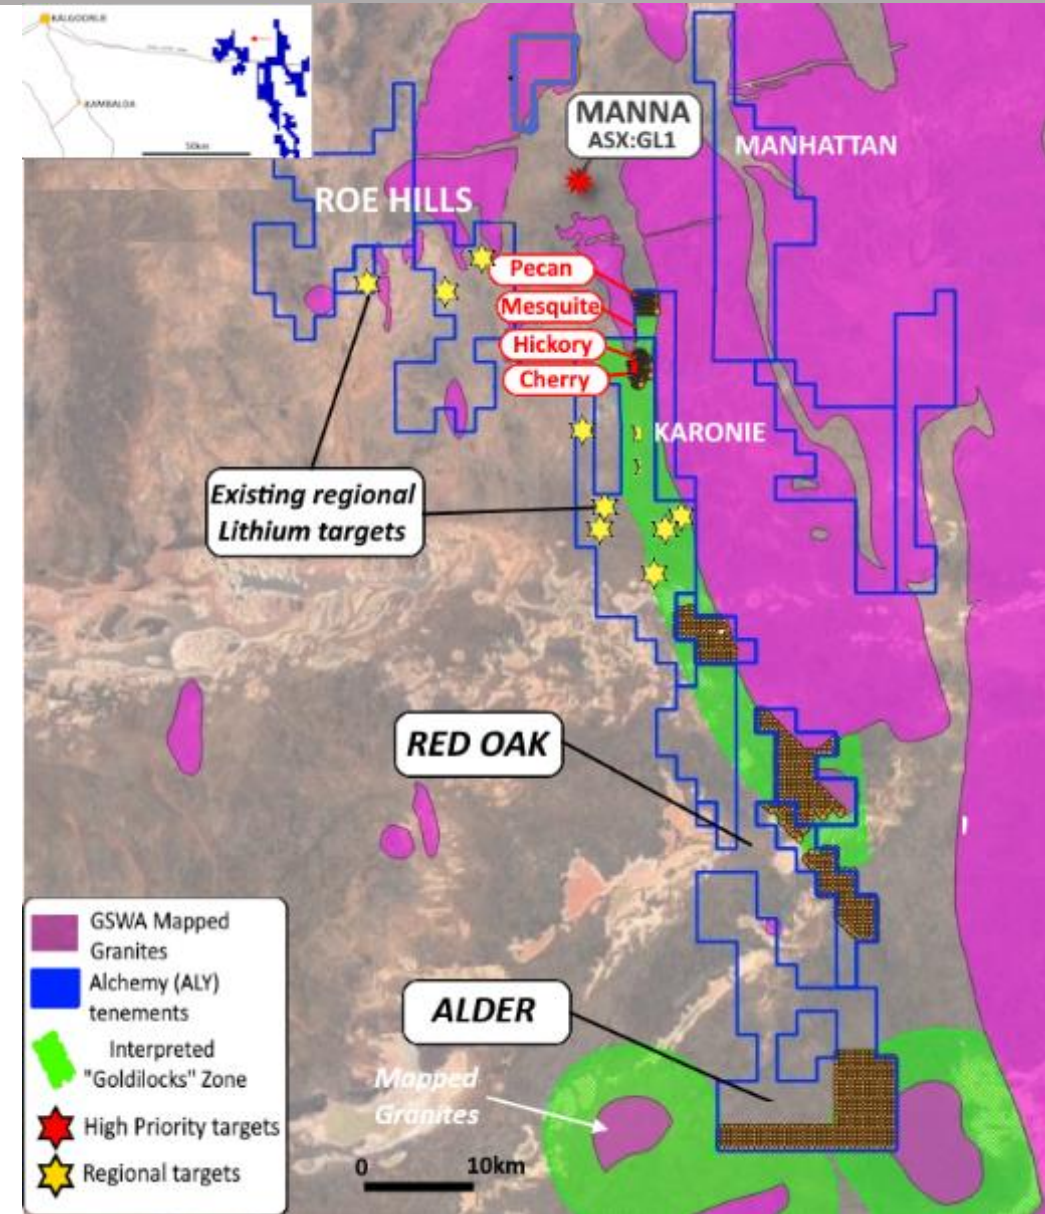 KALGOORLIE
KAMBALDA
50km
MANNA
ASX:GL1
MANHATTAN
ROE HILLS
Pecan
Mesquite
Hickory
Cherry
KARONIE
Existing regional
Lithium targets
RED OAK
ALDER
Mapped
Granites
0 10km
GSWA Mapped
Granites
Alchemy (ALY)
tenements
Interpreted
"Goldilocks" Zone
High Priority targets
Regional targets